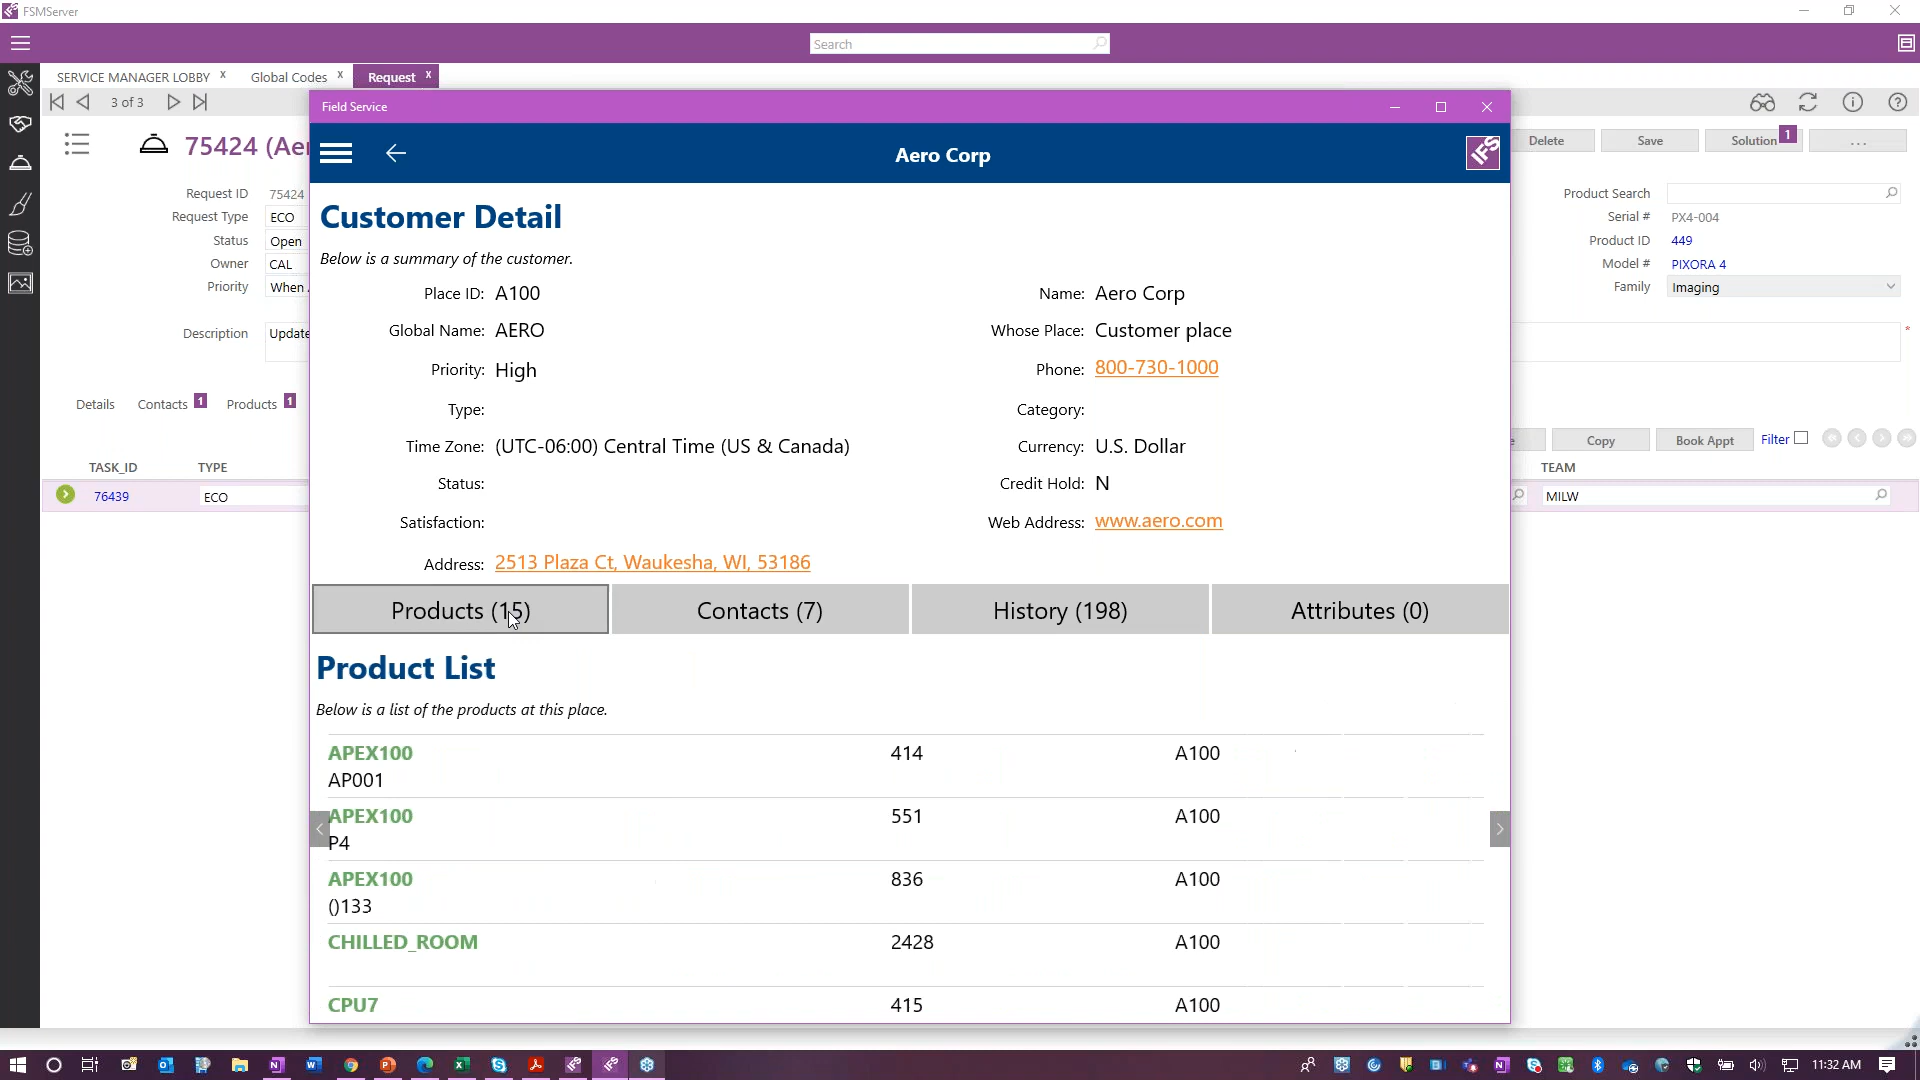 FSMServer
Search
SERVICE MANAGER LOBBY x Global Codes x Request x
3 of 3
Field Service
75424 (Aer
Aero Corp
IFS
Delete Save Solution 1 ...
Request ID 75424
Request Type ECO
Status Open
Owner CAL
Priority When
Description Update
Details Contacts 1 Products 1
TASK_ID TYPE
76439 ECO
Customer Detail
Below is a summary of the customer.
Place ID: A100 Name: Aero Corp
Global Name: AERO Whose Place: Customer place
Priority: High Phone: 800-730-1000
Type: Category:
Time Zone: (UTC-06:00) Central Time (US & Canada) Currency: U.S. Dollar
Status: Credit Hold: N
Satisfaction: Web Address: www.aero.com
Address: 2513 Plaza Ct, Waukesha, WI, 53186
Products (15) Contacts (7) History (198) Attributes (0)
Product List
Below is a list of the products at this place.
APEX100 414 A100
AP001
APEX100 551 A100
P4
APEX100 836 A100
()133
CHILLED_ROOM 2428 A100
CPU7 415 A100
Product Search
Serial # PX4-004
Product ID 449
Model # PIXORA 4
Family Imaging
*
Copy Book Appt Filter
TEAM
MILW
11:32 AM